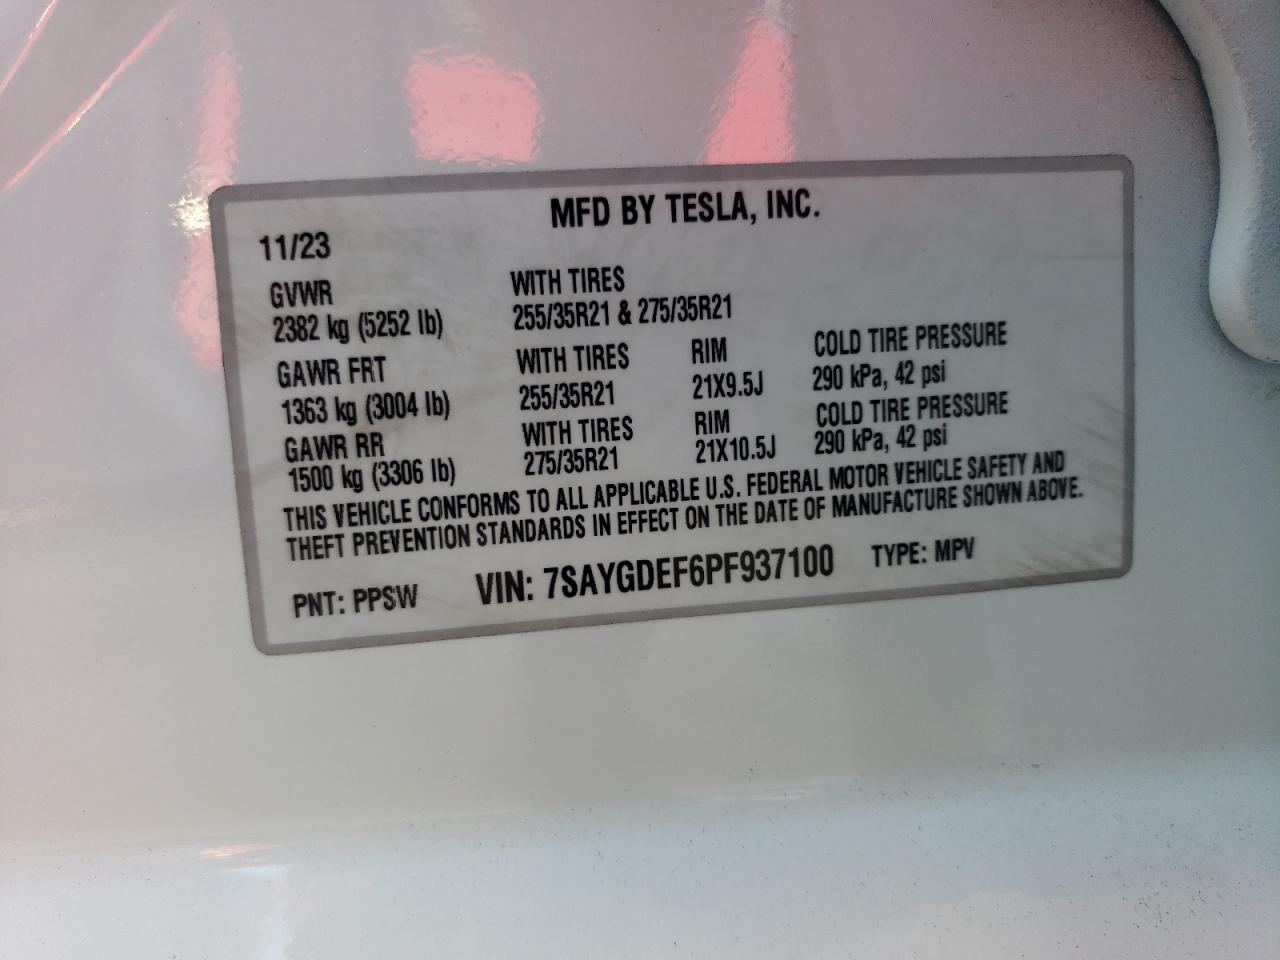 MFD BY TESLA, INC.
11/23
GVWR WITH TIRES
2382 kg (5252 lb) 255/35R21 & 275/35R21
GAWR FRT WITH TIRES RIM COLD TIRE PRESSURE
1363 kg (3004 lb) 255/35R21 21X9.5J 290 kPa, 42 psi
GAWR RR WITH TIRES RIM COLD TIRE PRESSURE
1500 kg (3306 lb) 275/35R21 21X10.5J 290 kPa, 42 psi
THIS VEHICLE CONFORMS TO ALL APPLICABLE U.S. FEDERAL MOTOR VEHICLE SAFETY AND
THEFT PREVENTION STANDARDS IN EFFECT ON THE DATE OF MANUFACTURE SHOWN ABOVE.
PNT: PPSW VIN: 7SAYGDEF6PF937100 TYPE: MPV